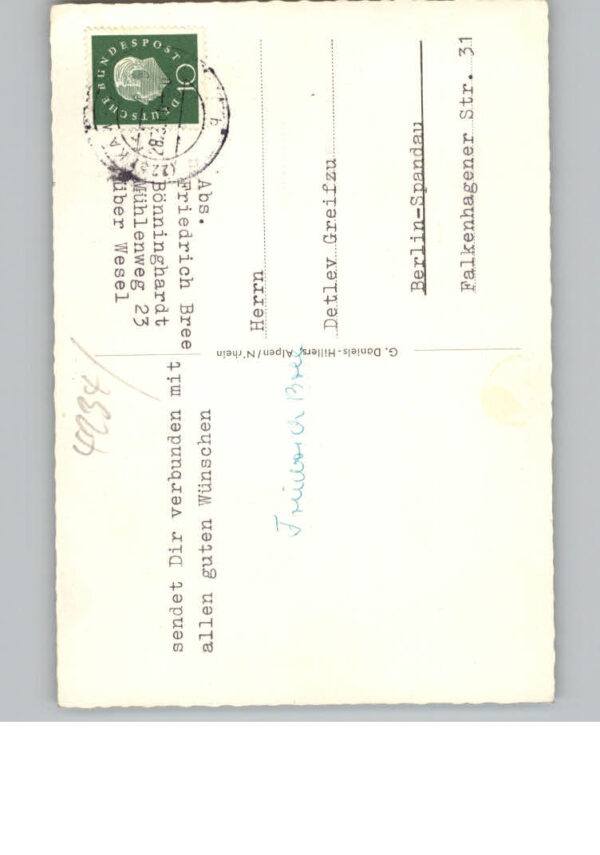 sendet Dir verbunden mit
allen guten Wünschen
Friedrich Bree
G. Daniels-Hillers, Alpen/N'rhein
DEUTSCHE BUNDESPOST
10
Abs.
Friedrich Bree
Bönninghardt
Mühlenweg 23
über Wesel
Herrn
Detlev Greifzu
Berlin-Spandau
Falkenhagener Str. 31
4234/